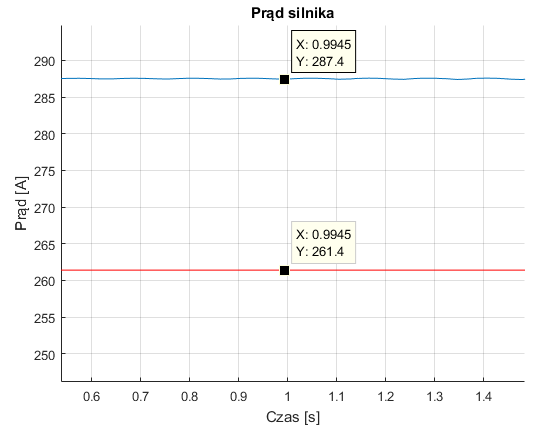 Prąd silnika
X: 0.9945
Y: 287.4
X: 0.9945
Y: 261.4
Prąd [A]
290
285
280
275
270
265
260
255
250
0.6 0.7 0.8 0.9 1 1.1 1.2 1.3 1.4
Czas [s]